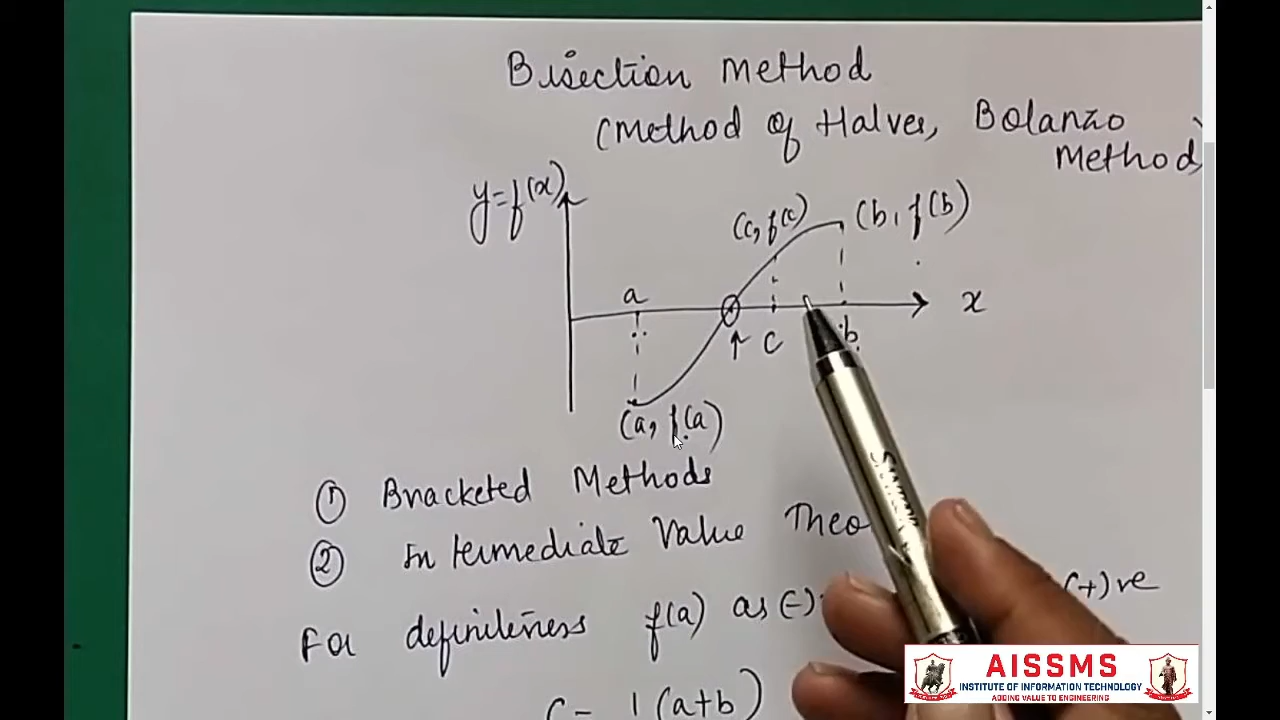 Bisection Method
(Method of Halves, Bolanzo
Method,
y=f(x)
(c, f(c)
(b, f(b)
a
x
c
b
(a, f(a)
① Bracketed Methods
② Intermediate Value Theo
For definiteness f(a) as (-) (+)ve
c = 1 (a+b)
AISSMS
INSTITUTE OF INFORMATION TECHNOLOGY
ADDING VALUE TO ENGINEERING